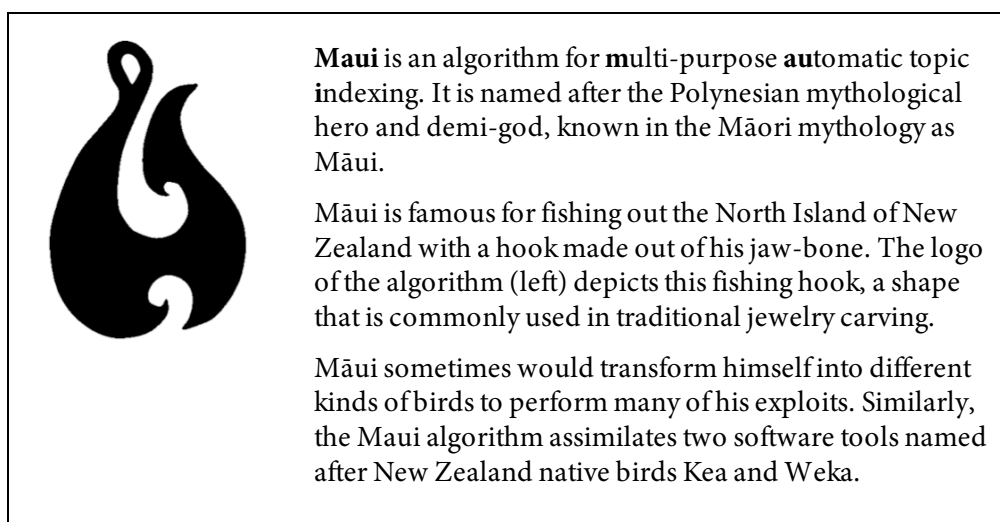 Maui is an algorithm for multi-purpose automatic topic
indexing. It is named after the Polynesian mythological
hero and demi-god, known in the Māori mythology as
Māui.
Māui is famous for fishing out the North Island of New
Zealand with a hook made out of his jaw-bone. The logo
of the algorithm (left) depicts this fishing hook, a shape
that is commonly used in traditional jewelry carving.
Māui sometimes would transform himself into different
kinds of birds to perform many of his exploits. Similarly,
the Maui algorithm assimilates two software tools named
after New Zealand native birds Kea and Weka.